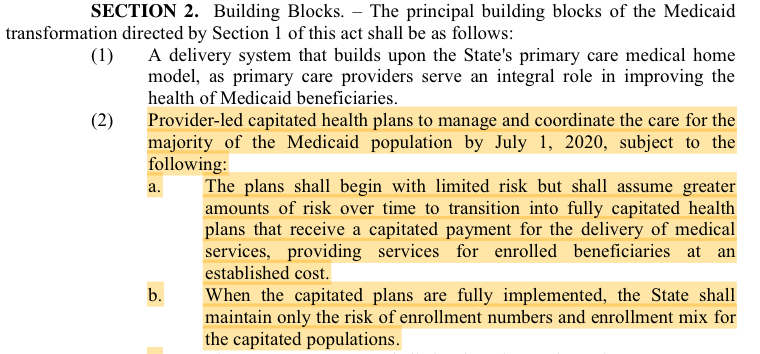 SECTION 2. Building Blocks. – The principal building blocks of the Medicaid
transformation directed by Section 1 of this act shall be as follows:
(1) A delivery system that builds upon the State's primary care medical home
model, as primary care providers serve an integral role in improving the
health of Medicaid beneficiaries.
(2) Provider-led capitated health plans to manage and coordinate the care for the
majority of the Medicaid population by July 1, 2020, subject to the
following:
a. The plans shall begin with limited risk but shall assume greater
amounts of risk over time to transition into fully capitated health
plans that receive a capitated payment for the delivery of medical
services, providing services for enrolled beneficiaries at an
established cost.
b. When the capitated plans are fully implemented, the State shall
maintain only the risk of enrollment numbers and enrollment mix for
the capitated populations.